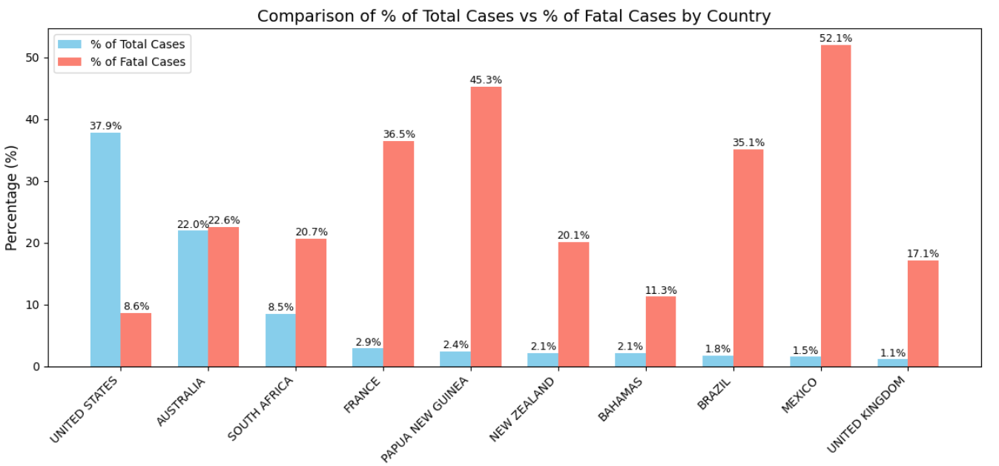 Comparison of % of Total Cases vs % of Fatal Cases by Country
% of Total Cases
% of Fatal Cases
Percentage (%)
50
40
30
20
10
0
37.9%
8.6%
22.0%
22.6%
8.5%
20.7%
2.9%
36.5%
2.4%
45.3%
2.1%
20.1%
2.1%
11.3%
1.8%
35.1%
1.5%
52.1%
1.1%
17.1%
UNITED STATES
AUSTRALIA
SOUTH AFRICA
FRANCE
PAPUA NEW GUINEA
NEW ZEALAND
BAHAMAS
BRAZIL
MEXICO
UNITED KINGDOM